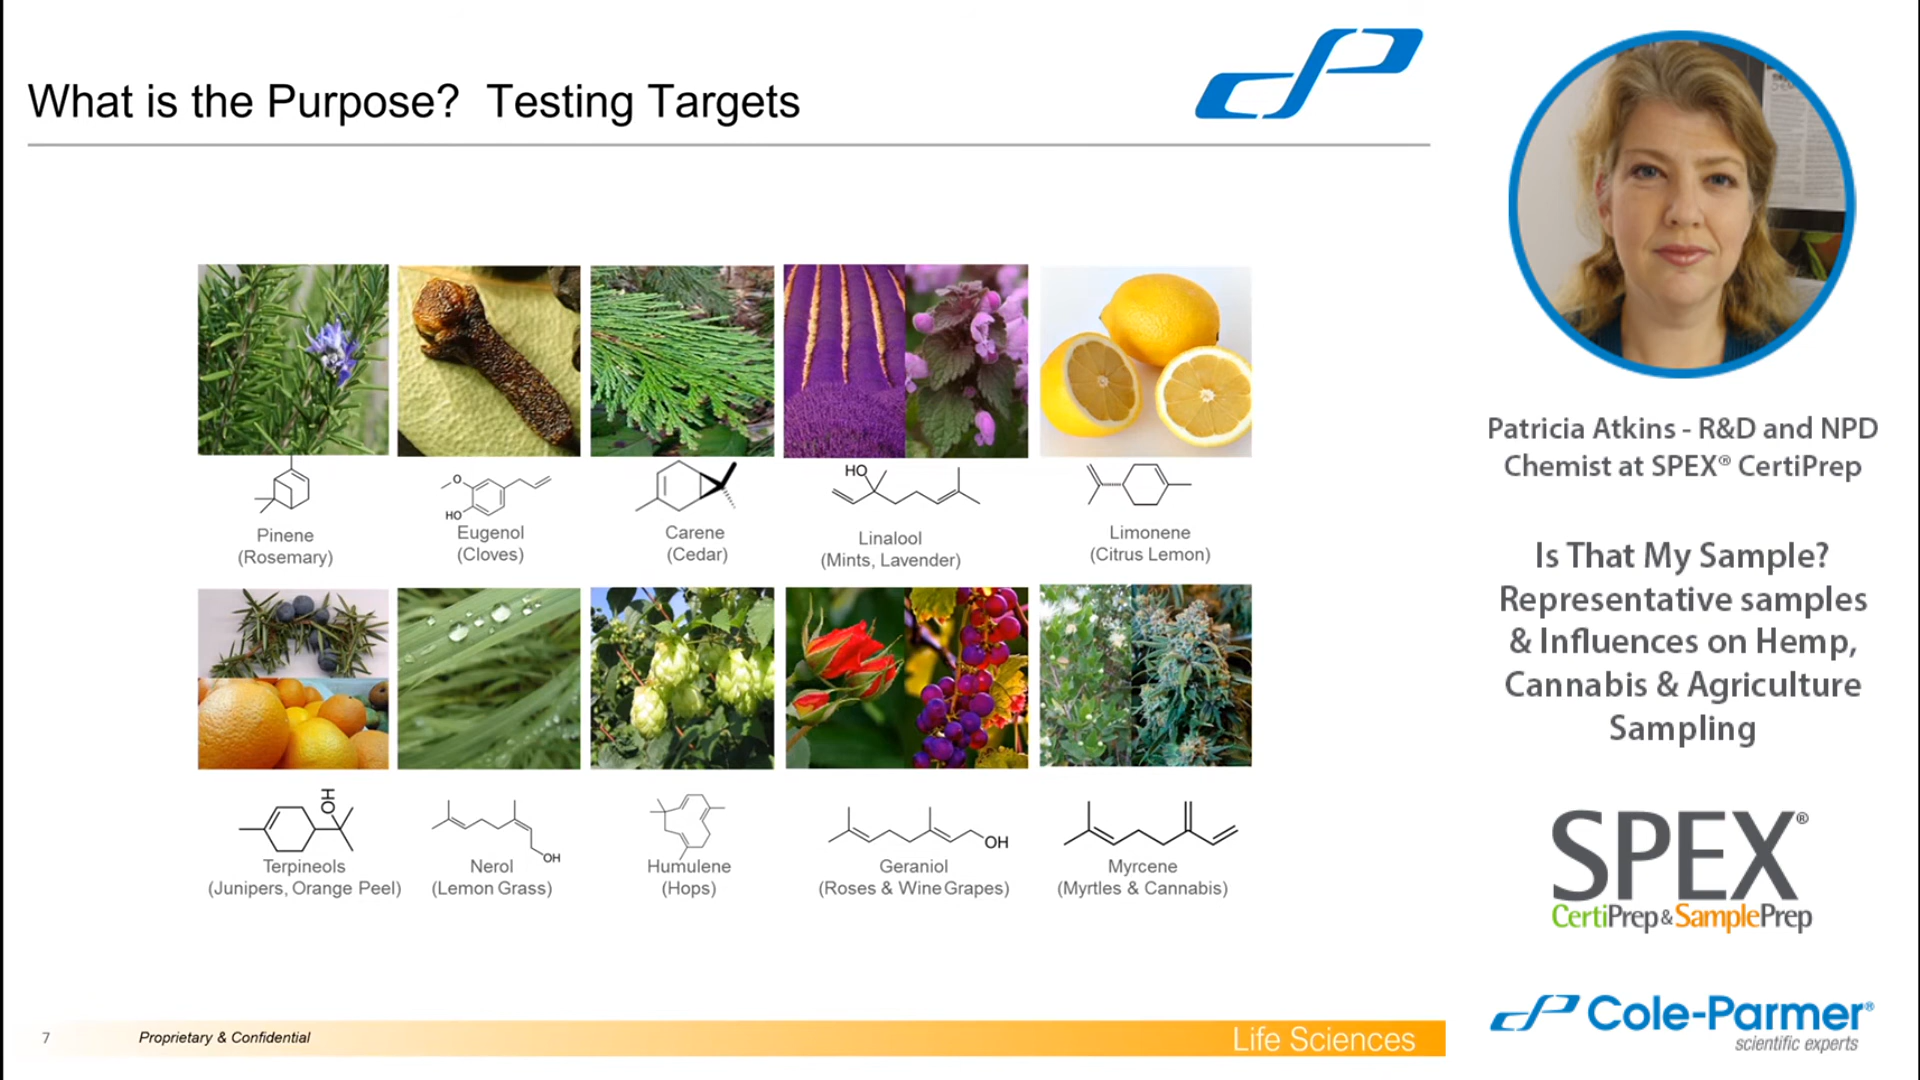 What is the Purpose?  Testing Targets
HO
O
HO
Pinene
(Rosemary)
Eugenol
(Cloves)
Carene
(Cedar)
Linalool
(Mints, Lavender)
Limonene
(Citrus Lemon)
OH
OH
OH
Terpineols
(Junipers, Orange Peel)
Nerol
(Lemon Grass)
Humulene
(Hops)
Geraniol
(Roses & Wine Grapes)
Myrcene
(Myrtles & Cannabis)
7
Proprietary & Confidential
Life Sciences
Patricia Atkins - R&D and NPD
Chemist at SPEX® CertiPrep
Is That My Sample?
Representative samples
& Influences on Hemp,
Cannabis & Agriculture
Sampling
SPEX®
CertiPrep & SamplePrep
Cole-Parmer®
scientific experts